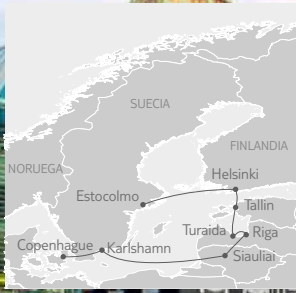 SUECIA
FINLANDIA
NORUEGA
Helsinki
Estocolmo
Tallin
Turaida
Riga
Copenhague
Karlshamn
Siauliai